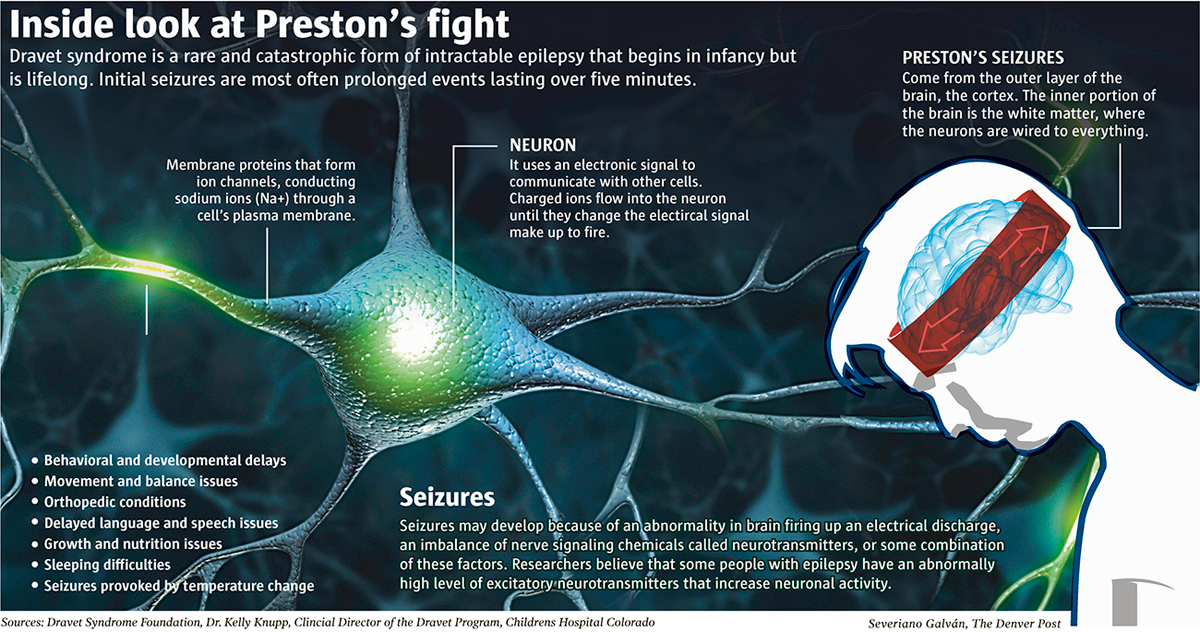 Inside look at Preston's fight
Dravet syndrome is a rare and catastrophic form of intractable epilepsy that begins in infancy but
is lifelong. Initial seizures are most often prolonged events lasting over five minutes.
PRESTON'S SEIZURES
Come from the outer layer of the
brain, the cortex. The inner portion of
the brain is the white matter, where
the neurons are wired to everything.
Membrane proteins that form
ion channels, conducting
sodium ions (Na+) through a
cell's plasma membrane.
NEURON
It uses an electronic signal to
communicate with other cells.
Charged ions flow into the neuron
until they change the electircal signal
make up to fire.
• Behavioral and developmental delays
• Movement and balance issues
• Orthopedic conditions
• Delayed language and speech issues
• Growth and nutrition issues
• Sleeping difficulties
• Seizures provoked by temperature change
Seizures
Seizures may develop because of an abnormality in brain firing up an electrical discharge,
an imbalance of nerve signaling chemicals called neurotransmitters, or some combination
of these factors. Researchers believe that some people with epilepsy have an abnormally
high level of excitatory neurotransmitters that increase neuronal activity.
Sources: Dravet Syndrome Foundation, Dr. Kelly Knupp, Clincial Director of the Dravet Program, Childrens Hospital Colorado
Severiano Galván, The Denver Post